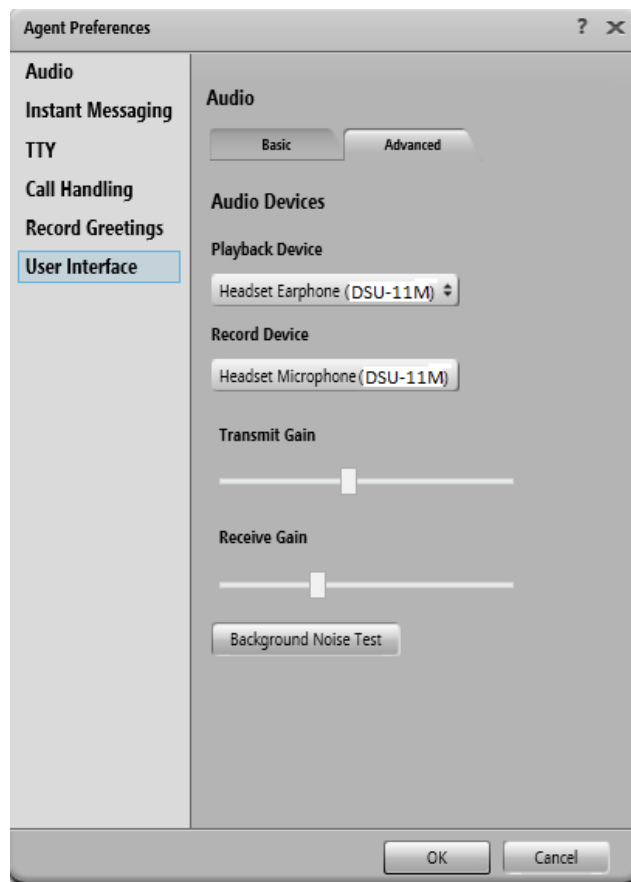 Agent Preferences ?
Audio
Instant Messaging
TTY
Call Handling
Record Greetings
User Interface
Audio
Basic Advanced
Audio Devices
Playback Device
Headset Earphone (DSU-11M)
Record Device
Headset Microphone (DSU-11M)
Transmit Gain
Receive Gain
Background Noise Test
OK Cancel